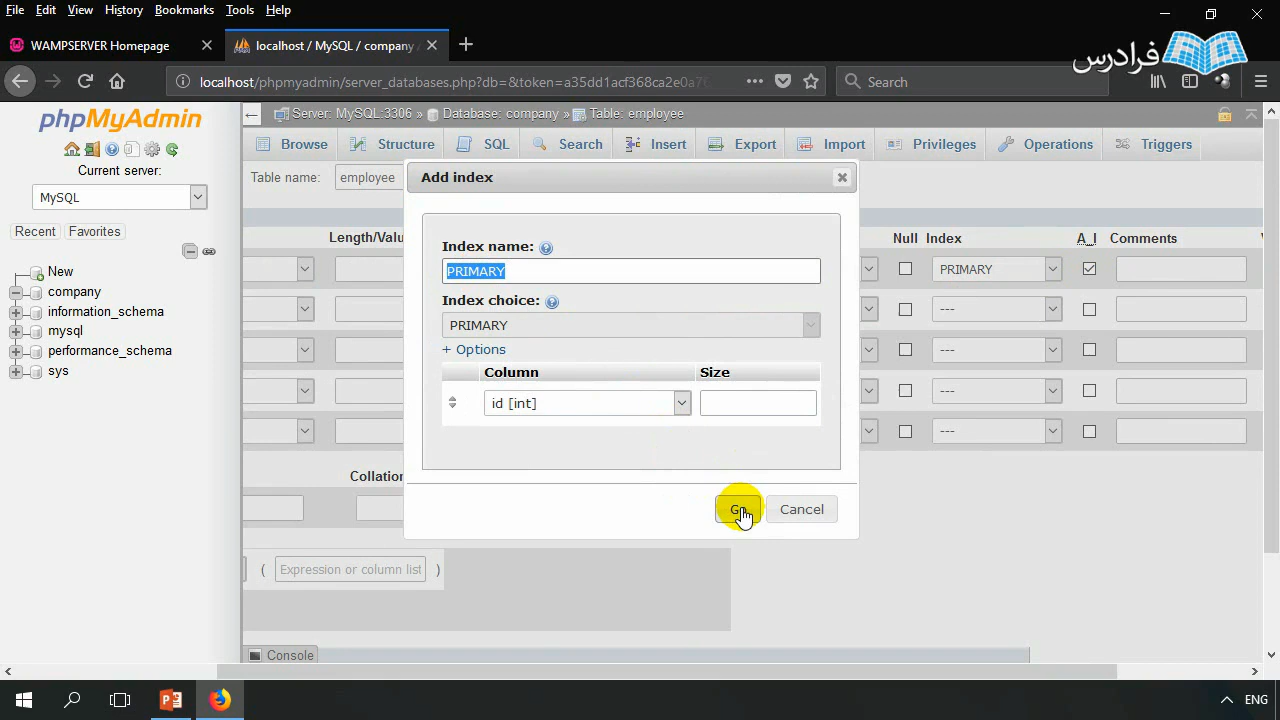 File Edit View History Bookmarks Tools Help
WAMPSERVER Homepage
localhost / MySQL / company
فرادرس
localhost/phpmyadmin/server_databases.php?db=&token=a35dd1acf368ca2e0a7
Search
phpMyAdmin
Current server:
MySQL
Recent Favorites
New
company
information_schema
mysql
performance_schema
sys
Server: MySQL:3306 » Database: company » Table: employee
Browse Structure SQL Search Insert Export Import Privileges Operations Triggers
Table name: employee
Length/Valu Null Index A_I Comments
PRIMARY
---
---
---
---
Collation
( Expression or column list )
Console
Add index
Index name:
PRIMARY
Index choice:
PRIMARY
+ Options
Column Size
id [int]
Go Cancel
ENG